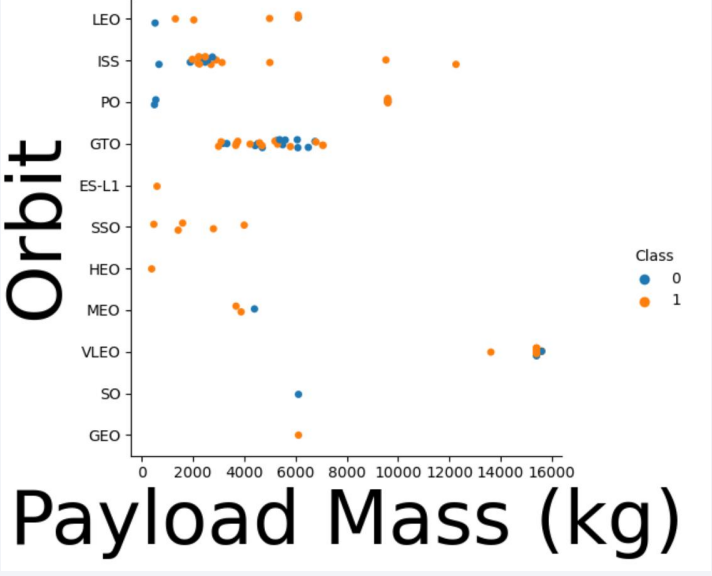 LEO
ISS
PO
GTO
ES-L1
SSO
HEO
MEO
VLEO
SO
GEO
Orbit
Class
0
1
0 2000 4000 6000 8000 10000 12000 14000 16000
Payload Mass (kg)